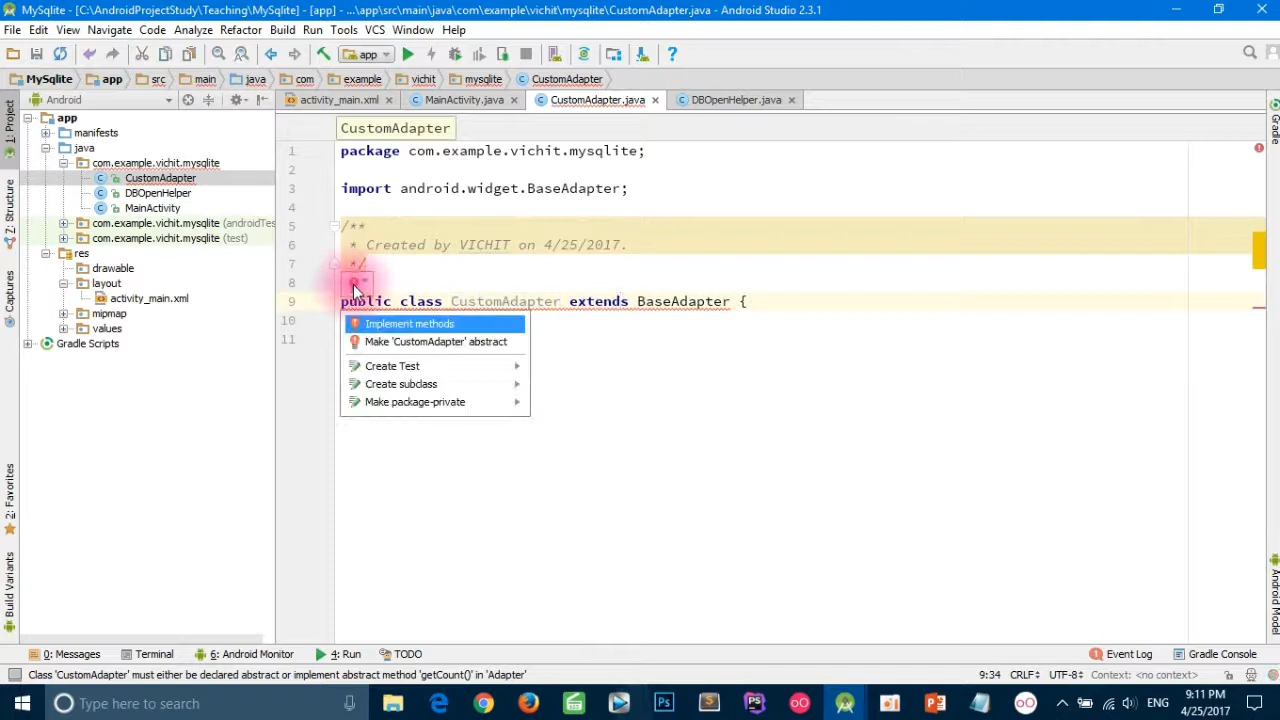 MySqlite - [C:\AndroidProjectStudy\Teaching\MySqlite] - [app] - ...\app\src\main\java\com\example\vichit\mysqlite\CustomAdapter.java - Android Studio 2.3.1
File Edit View Navigate Code Analyze Refactor Build Run Tools VCS Window Help
app
MySqlite app src main java com example vichit mysqlite CustomAdapter
Android
activity_main.xml MainActivity.java CustomAdapter.java DBOpenHelper.java
1: Project
Z: Structure
Captures
2: Favorites
Build Variants
app
manifests
java
com.example.vichit.mysqlite
CustomAdapter
DBOpenHelper
MainActivity
com.example.vichit.mysqlite (androidTes
com.example.vichit.mysqlite (test)
res
drawable
layout
activity_main.xml
mipmap
values
Gradle Scripts
CustomAdapter
1 package com.example.vichit.mysqlite;
2
3 import android.widget.BaseAdapter;
4
5 /**
6 * Created by VICHIT on 4/25/2017.
7 */
8
9 public class CustomAdapter extends BaseAdapter {
10
11
Implement methods
Make 'CustomAdapter' abstract
Create Test
Create subclass
Make package-private
Gradle
Android Model
0: Messages Terminal 6: Android Monitor 4: Run TODO Event Log Gradle Console
Class 'CustomAdapter' must either be declared abstract or implement abstract method 'getCount()' in 'Adapter' 9:34 CRLF UTF-8 Context: <no context>
Type here to search
ENG
9:11 PM
4/25/2017